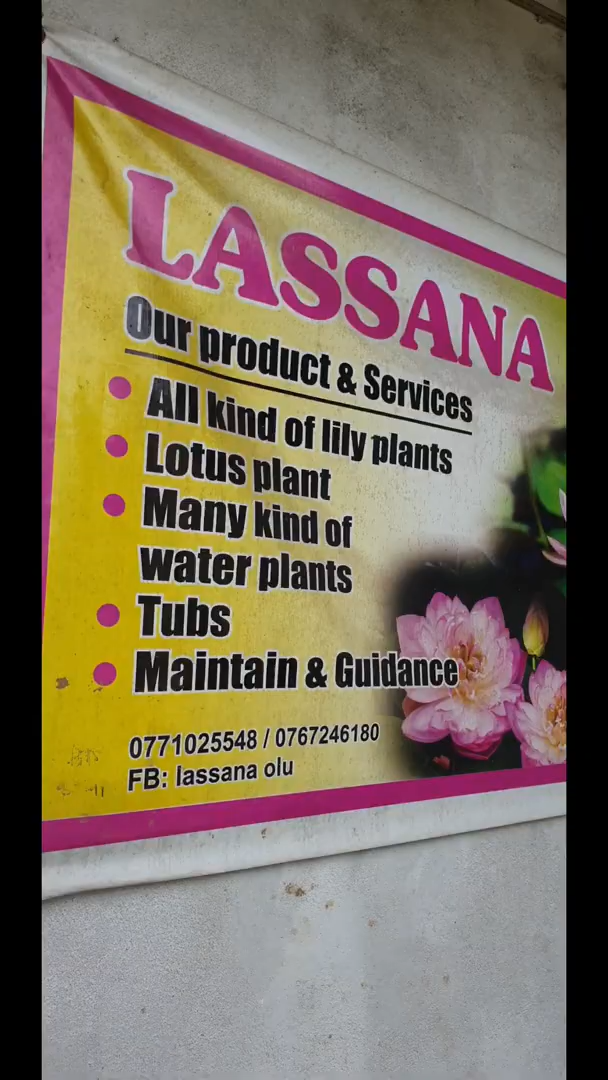 LASSANA
Our product & Services
All kind of lily plants
Lotus plant
Many kind of
water plants
Tubs
Maintain & Guidance
0771025548 / 0767246180
FB: lassana olu